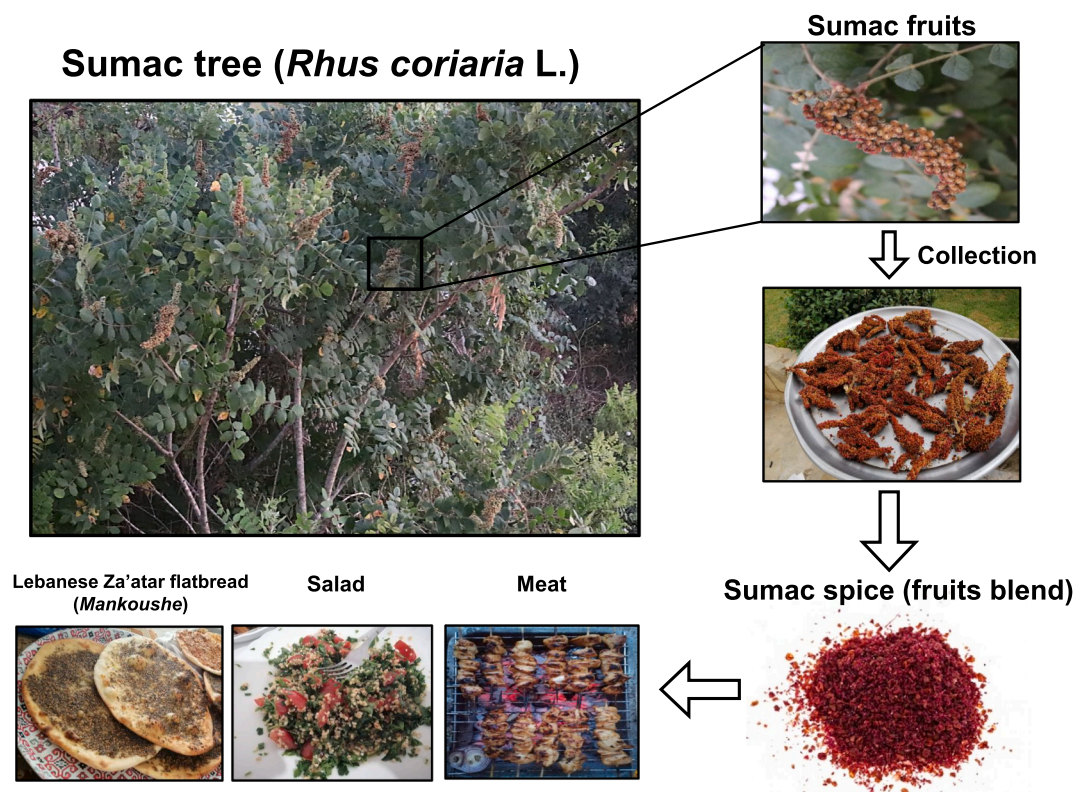 Sumac fruits
Sumac tree (Rhus coriaria L.)
Collection
Sumac spice (fruits blend)
Lebanese Za’atar flatbread
(Mankoushe)
Salad
Meat